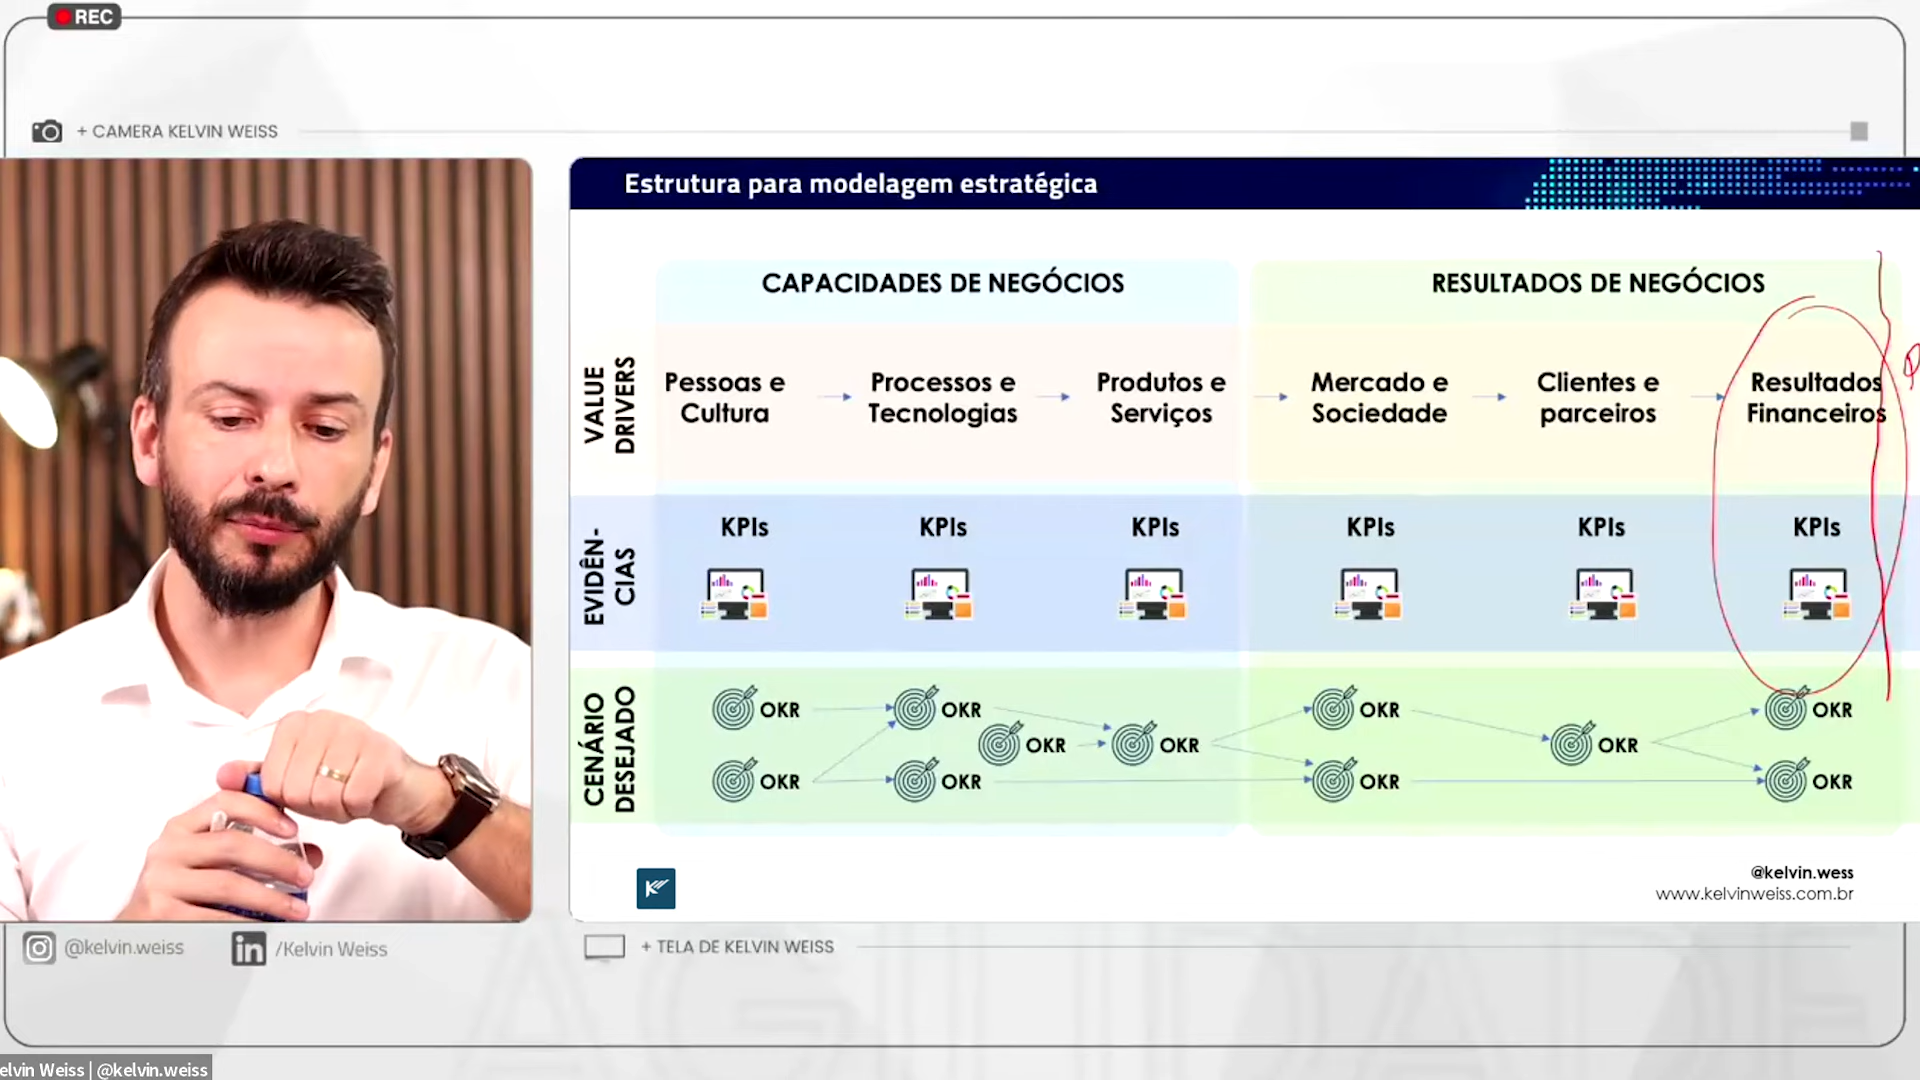 REC
+ CAMERA KELVIN WEISS
Estrutura para modelagem estratégica
CAPACIDADES DE NEGÓCIOS
RESULTADOS DE NEGÓCIOS
VALUE
DRIVERS
Pessoas e
Cultura
Processos e
Tecnologias
Produtos e
Serviços
Mercado e
Sociedade
Clientes e
parceiros
Resultados
Financeiros
EVIDÊN-
CIAS
KPIs
KPIs
KPIs
KPIs
KPIs
KPIs
CENÁRIO
DESEJADO
OKR
OKR
OKR
OKR
OKR
OKR
OKR
OKR
OKR
OKR
OKR
@kelvin.wess
www.kelvinweiss.com.br
@kelvin.weiss
/Kelvin Weiss
+ TELA DE KELVIN WEISS
elvin Weiss | @kelvin.weiss